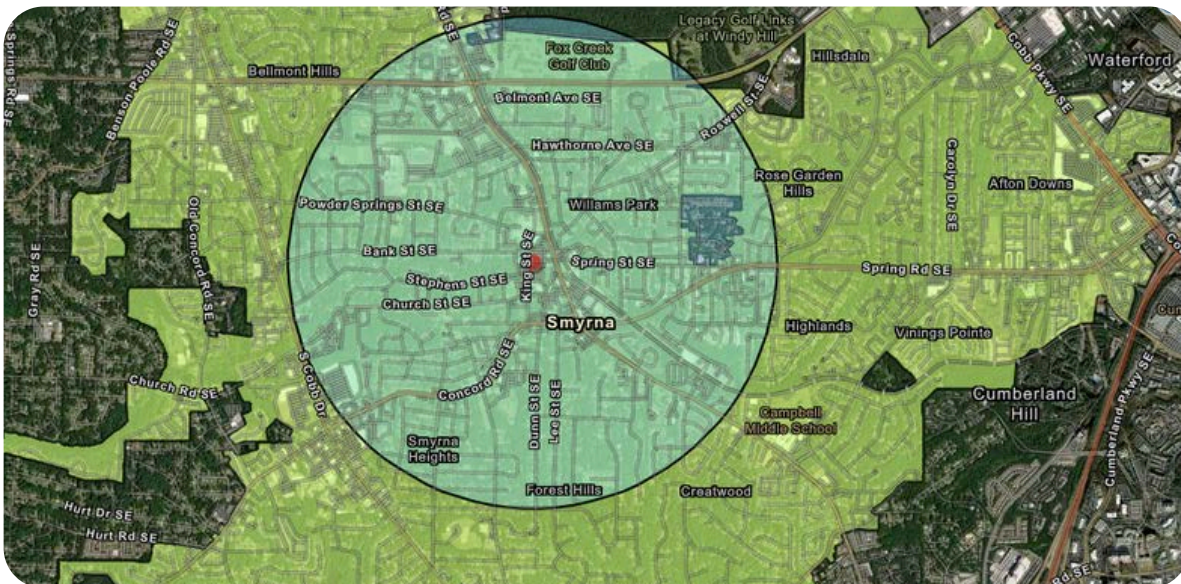 Legacy Golf Links
at Windy Hill
Fox Creek
Golf Club
Hillsdale
Cobb Pkwy SE
Waterford
Springs Rd SE
Benson Poole Rd SE
Bellmont Hills
Rd SE
Belmont Ave SE
Roswell St SE
Hawthorne Ave SE
Carolyn Dr SE
Rose Garden
Hills
Afton Downs
Powder Springs St SE
Willams Park
Old Concord Rd SE
Gray Rd SE
Bank St SE
King St SE
Spring St SE
Spring Rd SE
Stephens St SE
Church St SE
Smyrna
Highlands
Vinings Pointe
S Cobb Dr
Church Rd SE
Concord Rd SE
Dunn St SE
Lee St SE
Cumberland
Hill
Cumberland Pkwy SE
Campbell
Middle School
Smyrna
Heights
Forest Hills
Creatwood
Hurt Dr SE
Hurt Rd SE
Rd SE